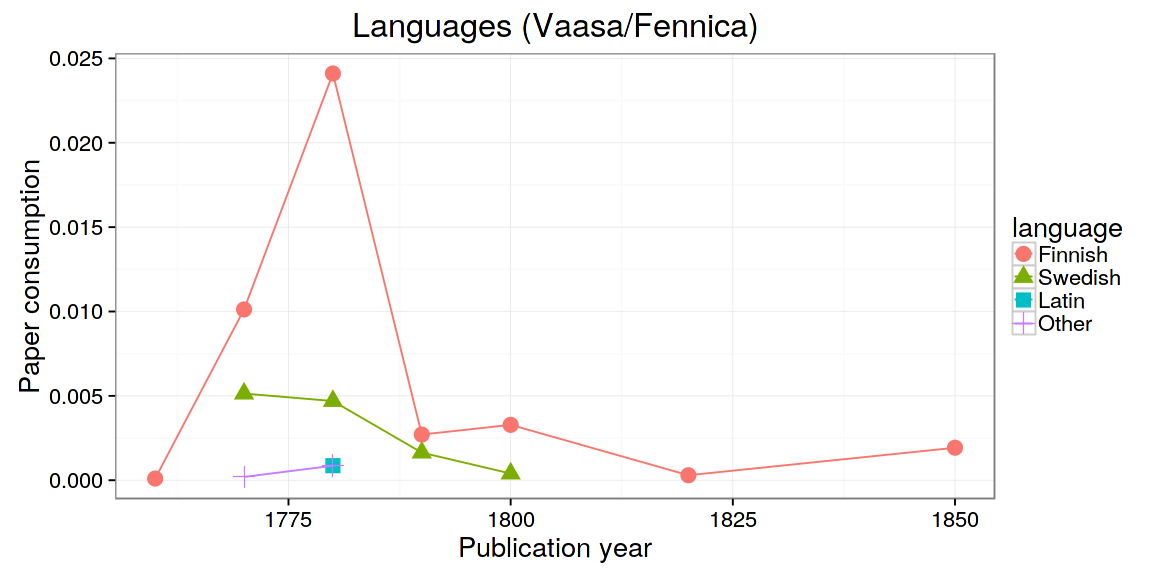 Languages (Vaasa/Fennica)
Paper consumption
0.025
0.020
0.015
0.010
0.005
0.000
1775 1800 1825 1850
Publication year
language
Finnish
Swedish
Latin
Other